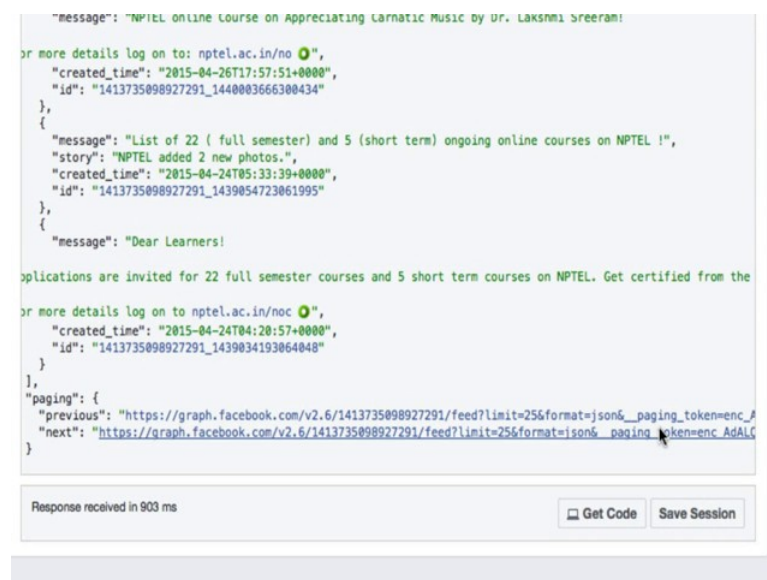 "message": "NPTEL online Course on Appreciating Carnatic Music by Dr. Lakshmi Sreeram!
or more details log on to: nptel.ac.in/no
",
"created_time": "2015-04-26T17:57:51+0000",
"id": "1413735098927291_1440003666300434"
},
{
"message": "List of 22 ( full semester) and 5 (short term) ongoing online courses on NPTEL !",
"story": "NPTEL added 2 new photos.",
"created_time": "2015-04-24T05:33:39+0000",
"id": "1413735098927291_1439054723061995"
},
{
"message": "Dear Learners!
pplications are invited for 22 full semester courses and 5 short term courses on NPTEL. Get certified from the
or more details log on to nptel.ac.in/noc ",
"created_time": "2015-04-24T04:20:57+0000",
"id": "1413735098927291_1439034193064048"
}
],
"paging": {
"previous": "https://graph.facebook.com/v2.6/1413735098927291/feed?limit=25&format=json&__paging_token=enc_A
"next": "https://graph.facebook.com/v2.6/1413735098927291/feed?limit=25&format=json&__paging_token=enc_AdALC
}
Response received in 903 ms
Get Code
Save Session